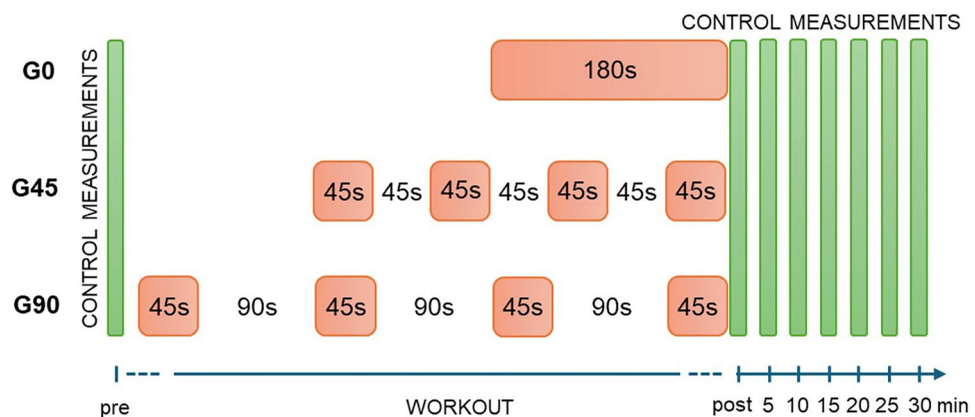 CONTROL MEASUREMENTS
G0
180s
CONTROL MEASUREMENTS
G45
45s 45s 45s 45s 45s 45s 45s
G90
45s 90s 45s 90s 45s 90s 45s
pre WORKOUT post 5 10 15 20 25 30 min